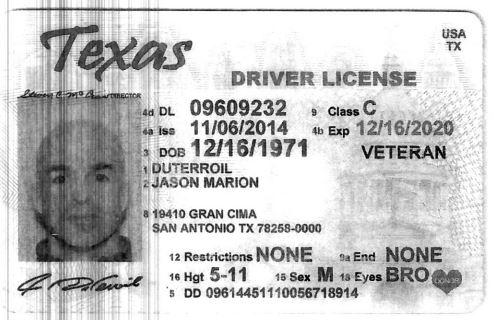 Texas
USA
TX
DRIVER LICENSE
DIRECTOR
4d DL 09609232 9 Class C
4a Iss 11/06/2014 4b Exp 12/16/2020
3 DOB 12/16/1971 VETERAN
1 DUTERROIL
2 JASON MARION
8 19410 GRAN CIMA
SAN ANTONIO TX 78258-0000
12 Restrictions NONE 9a End NONE
16 Hgt 5-11 15 Sex M 18 Eyes BRO DONOR
5 DD 09614451110056718914